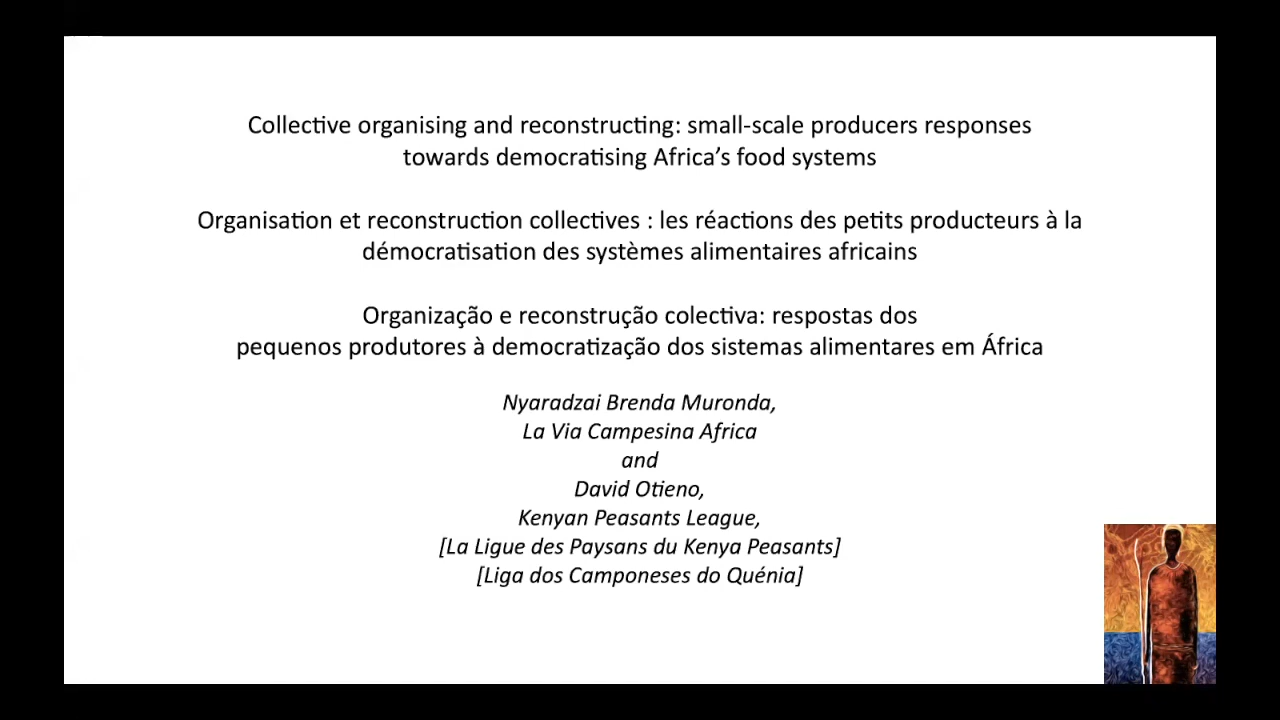 Collective organising and reconstructing: small-scale producers responses
towards democratising Africa’s food systems
Organisation et reconstruction collectives : les réactions des petits producteurs à la
démocratisation des systèmes alimentaires africains
Organização e reconstrução colectiva: respostas dos
pequenos produtores à democratização dos sistemas alimentares em África
Nyaradzai Brenda Muronda,
La Via Campesina Africa
and
David Otieno,
Kenyan Peasants League,
[La Ligue des Paysans du Kenya Peasants]
[Liga dos Camponeses do Quénia]